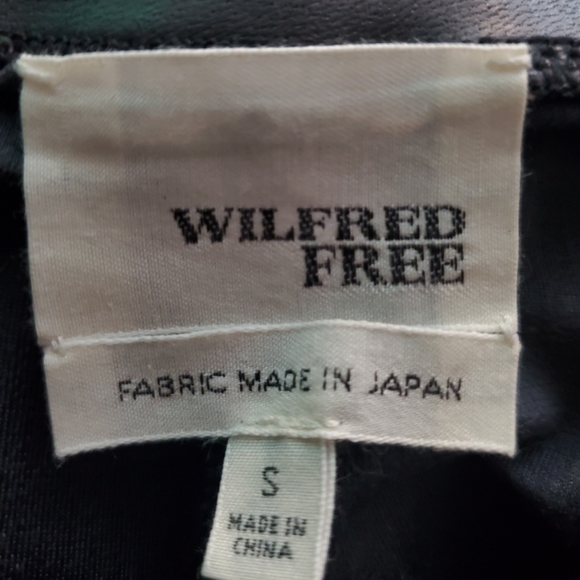 WILFRED
FREE
FABRIC MADE IN JAPAN
S
MADE IN
CHINA